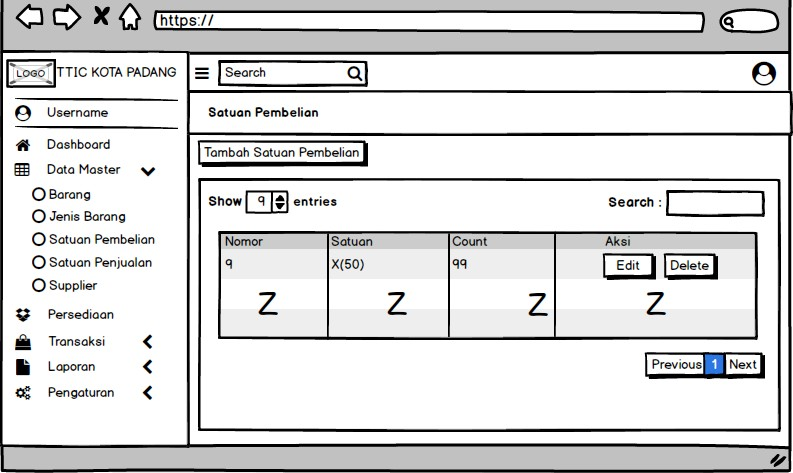 https://
LOGO TTIC KOTA PADANG
Search
Username
Satuan Pembelian
Dashboard
Data Master
Barang
Jenis Barang
Satuan Pembelian
Satuan Penjualan
Supplier
Persediaan
Transaksi
Laporan
Pengaturan
Tambah Satuan Pembelian
Show 9 entries
Search :
Nomor Satuan Count Aksi
9 X(50) 99 Edit Delete
Z Z Z Z
Previous 1 Next